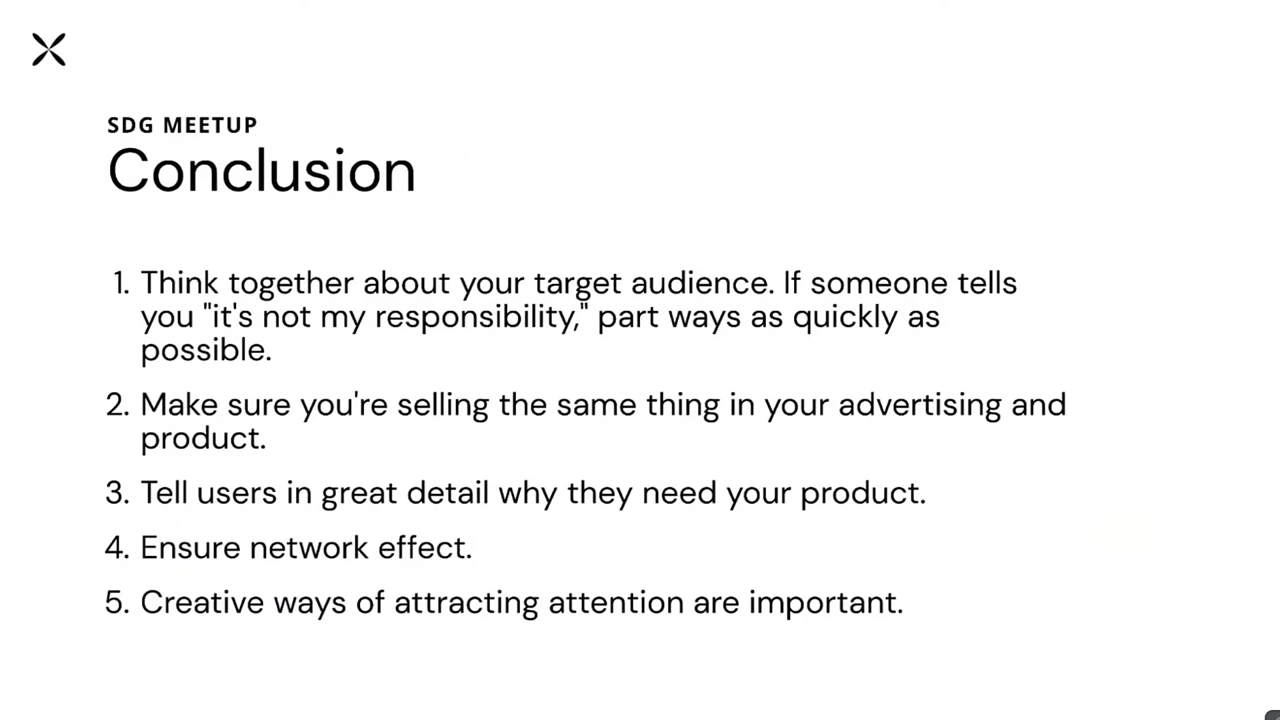 SDG MEETUP
Conclusion
1. Think together about your target audience. If someone tells
you "it's not my responsibility," part ways as quickly as
possible.
2. Make sure you're selling the same thing in your advertising and
product.
3. Tell users in great detail why they need your product.
4. Ensure network effect.
5. Creative ways of attracting attention are important.